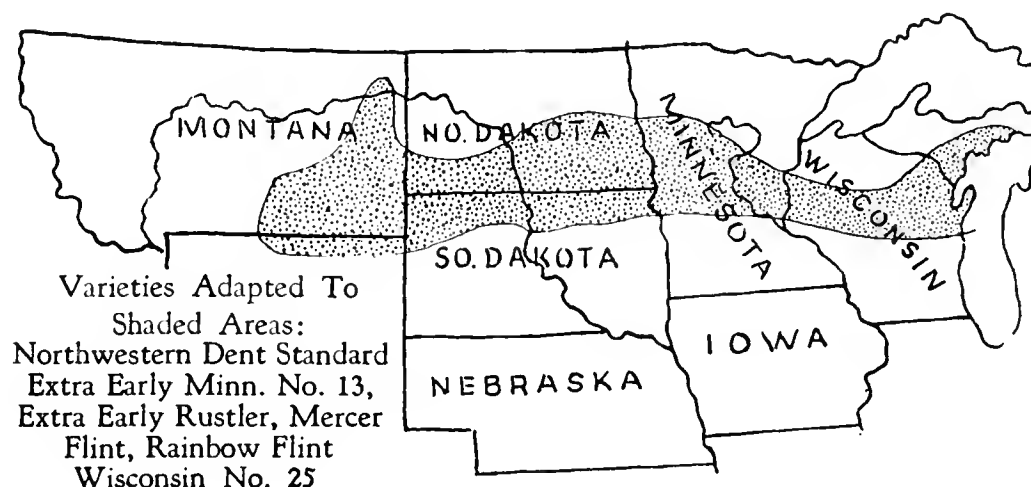 MONTANA
NO. DAKOTA
MINNESOTA
WISCONSIN
SO. DAKOTA
IOWA
NEBRASKA
Varieties Adapted To
Shaded Areas:
Northwestern Dent Standard
Extra Early Minn. No. 13,
Extra Early Rustler, Mercer
Flint, Rainbow Flint
Wisconsin No. 25